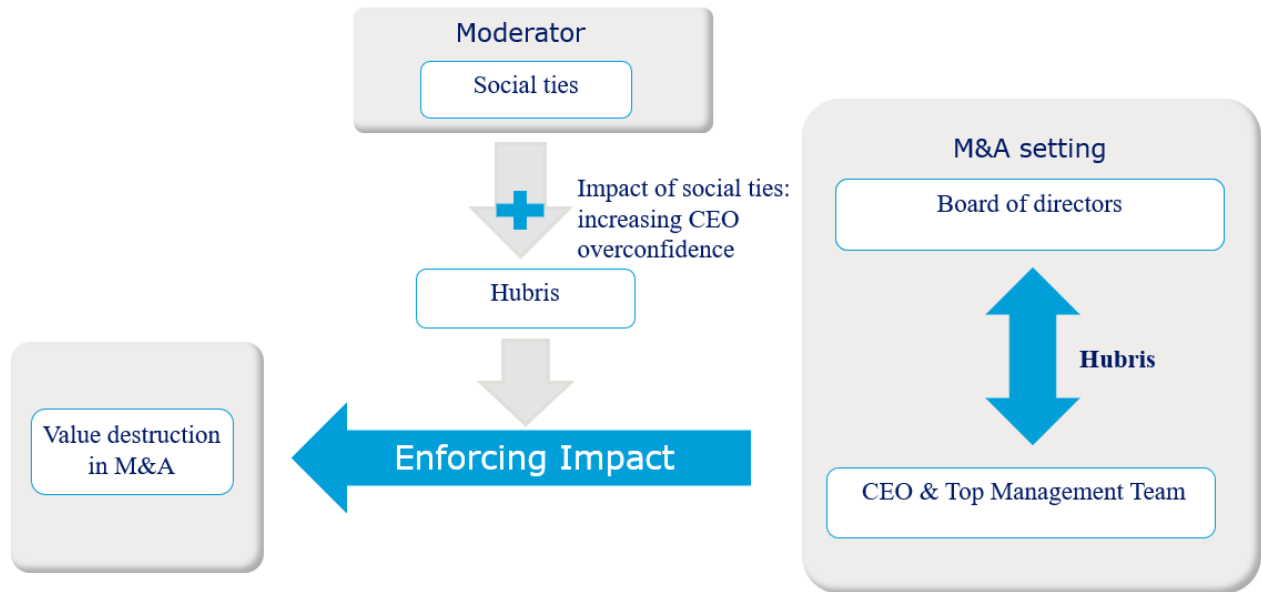 Moderator
Social ties
Impact of social ties:
increasing CEO
overconfidence
Hubris
Value destruction
in M&A
Enforcing Impact
M&A setting
Board of directors
Hubris
CEO & Top Management Team